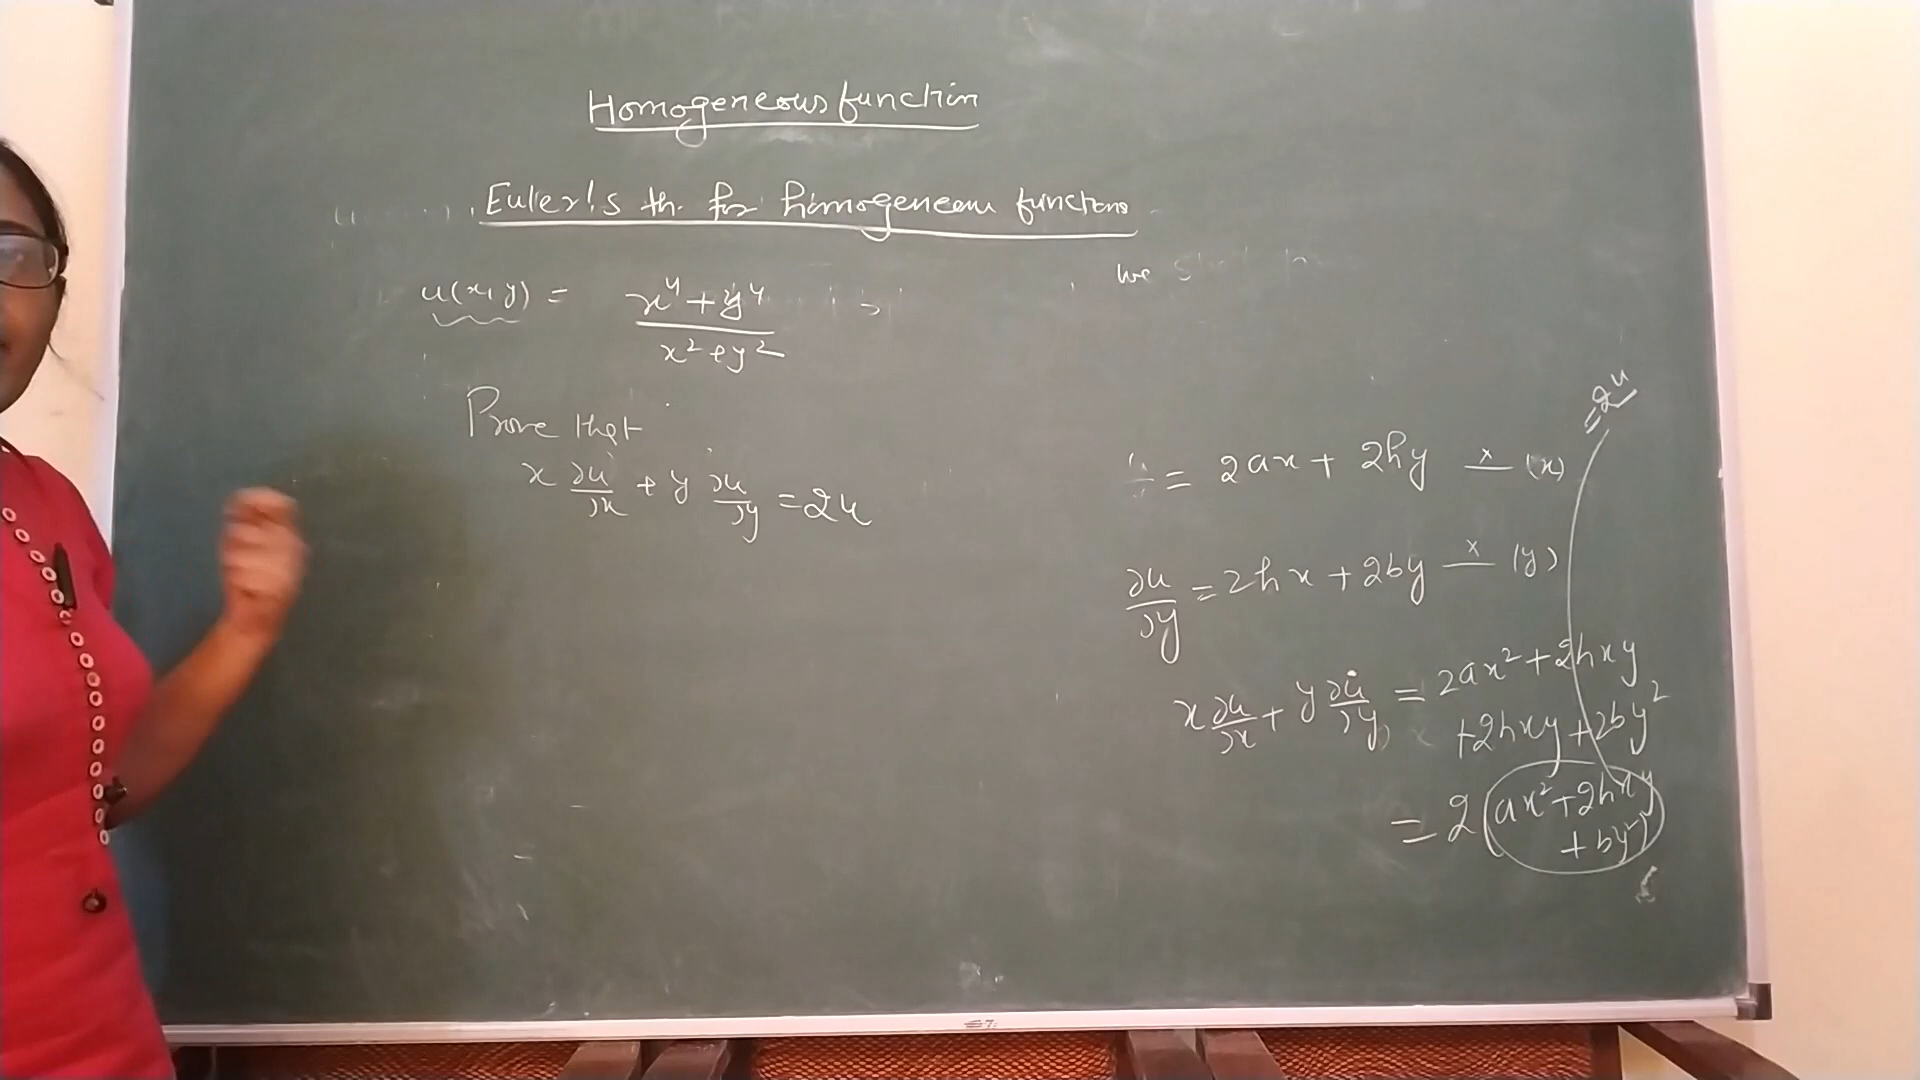 Homogeneous function
Euler's th. for homogeneous functions
we
u(x,y) = x⁴+y⁴ / x²+y²
Prove that
x ∂u/∂x + y ∂u/∂y = 2u
= 2u
= 2ax + 2hy — × (x)
∂u/∂y = 2hx + 2by — × (y)
x ∂u/∂x + y ∂u/∂y = 2ax² + 2hxy
+ 2hxy + 2by²
= 2(ax² + 2hxy
+ by²)